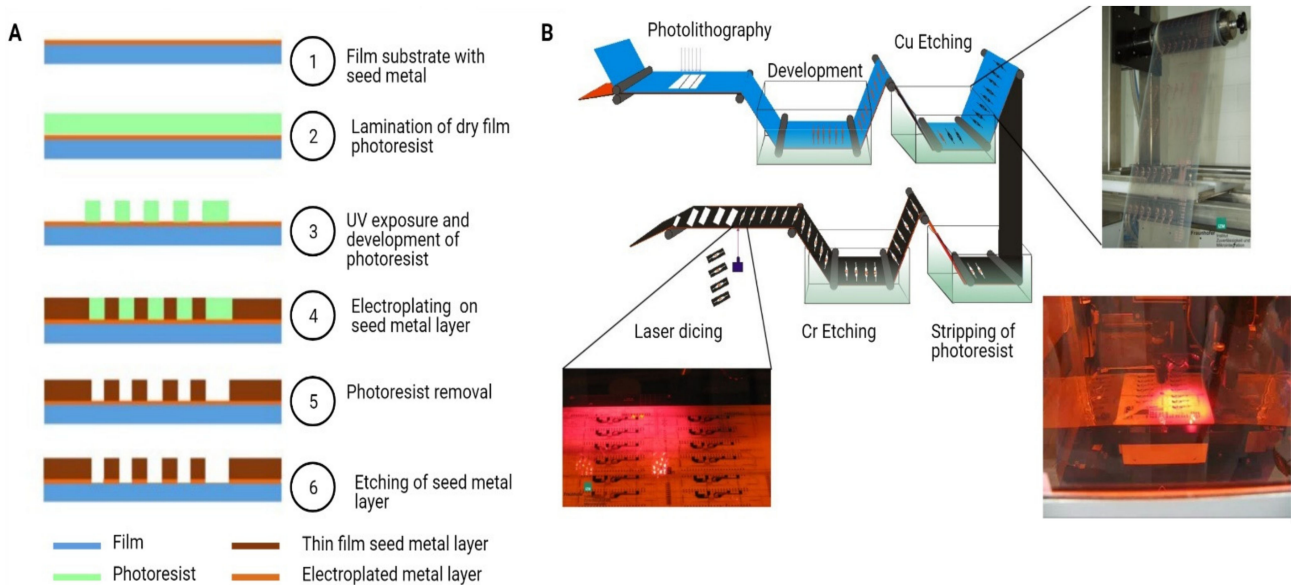 A
1
Film substrate with
seed metal
2
Lamination of dry film
photoresist
3
UV exposure and
development of
photoresist
4
Electroplating on
seed metal layer
5
Photoresist removal
6
Etching of seed metal
layer
Film
Thin film seed metal layer
Photoresist
Electroplated metal layer
B
Photolithography
Development
Cu Etching
Laser dicing
Cr Etching
Stripping of
photoresist